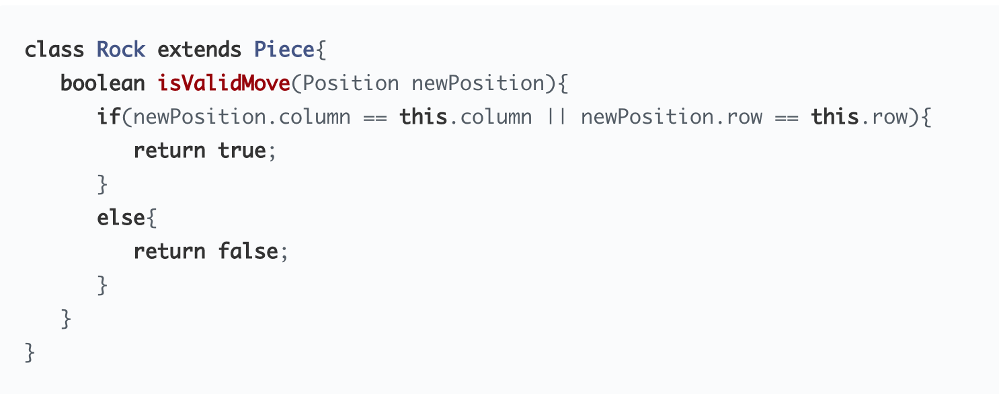 class Rock extends Piece{
   boolean isValidMove(Position newPosition){
      if(newPosition.column == this.column || newPosition.row == this.row){
         return true;
      }
      else{
         return false;
      }
   }
}